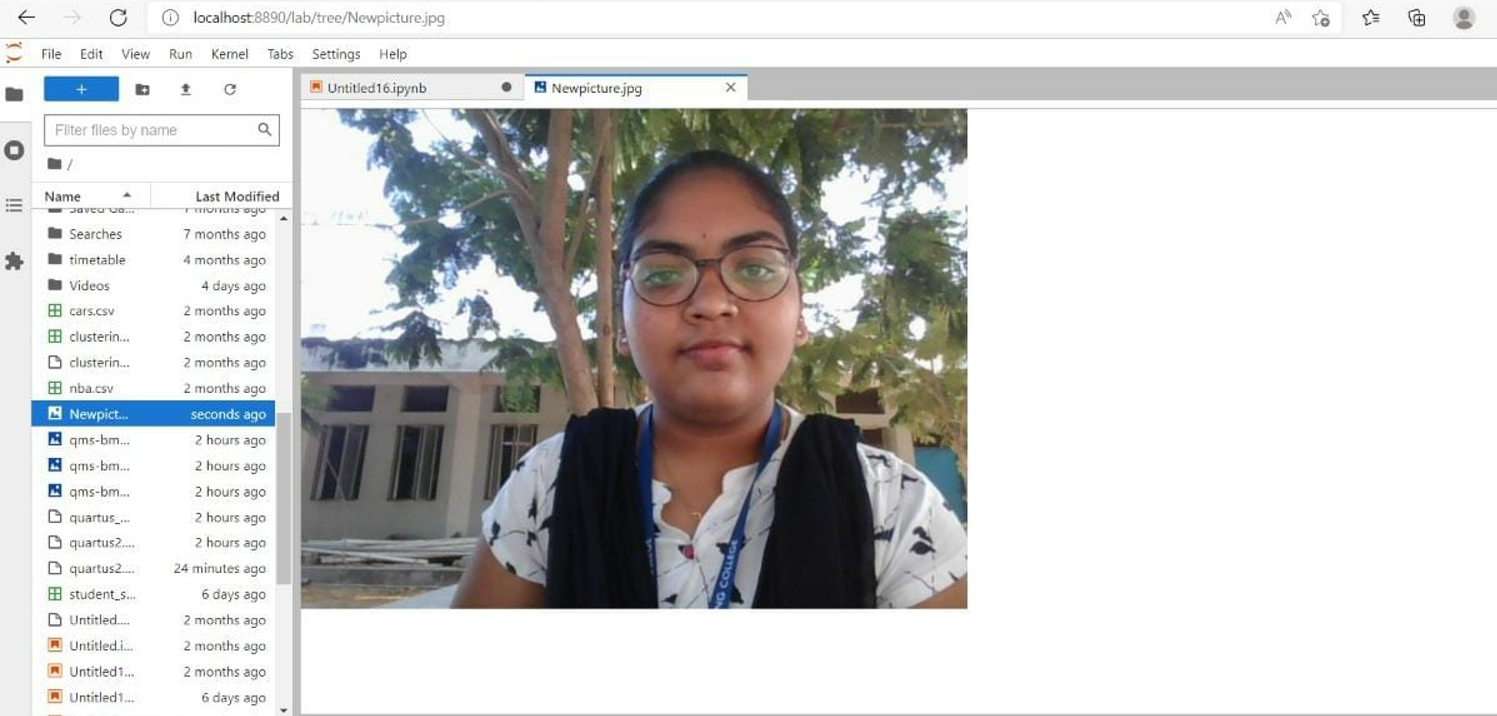 localhost:8890/lab/tree/Newpicture.jpg
File Edit View Run Kernel Tabs Settings Help
Untitled16.ipynb Newpicture.jpg
Filter files by name
/
Name Last Modified
7 months ago
Searches 7 months ago
timetable 4 months ago
Videos 4 days ago
cars.csv 2 months ago
clusterin... 2 months ago
clusterin... 2 months ago
nba.csv 2 months ago
Newpict... seconds ago
qms-bm... 2 hours ago
qms-bm... 2 hours ago
qms-bm... 2 hours ago
quartus_... 2 hours ago
quartus2.... 2 hours ago
quartus2.... 24 minutes ago
student_s... 6 days ago
Untitled.... 2 months ago
Untitled.i... 2 months ago
Untitled1... 2 months ago
Untitled1... 6 days ago
NG COLLEGE